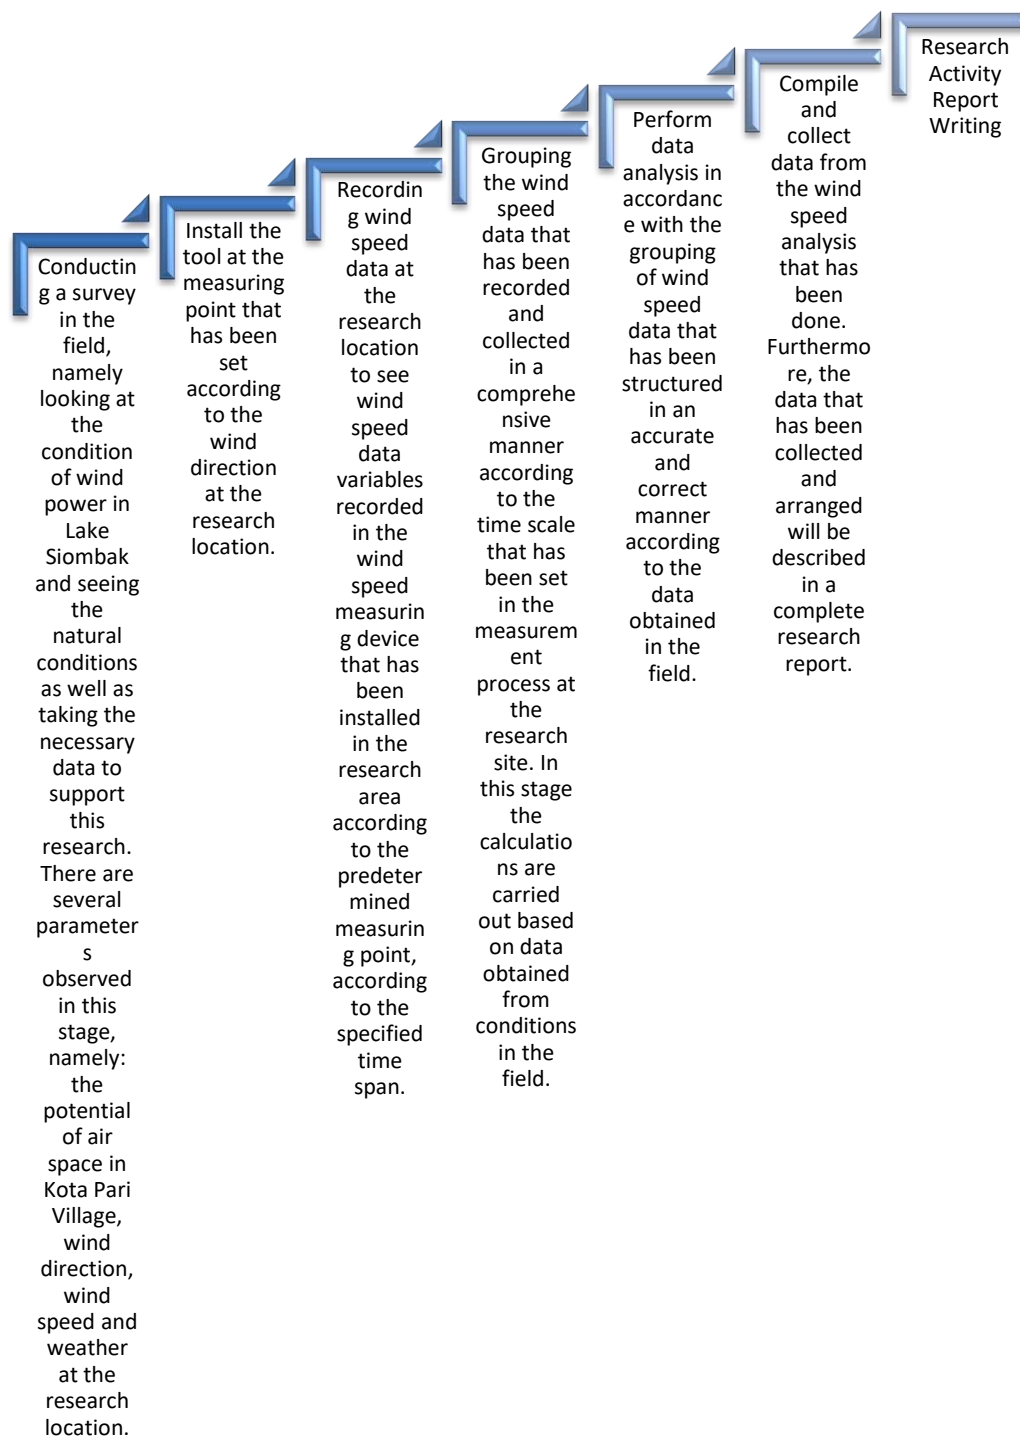 Conductin
g a survey
in the
field,
namely
looking at
the
condition
of wind
power in
Lake
Siombak
and seeing
the
natural
conditions
as well as
taking the
necessary
data to
support
this
research.
There are
several
parameter
s
observed
in this
stage,
namely:
the
potential
of air
space in
Kota Pari
Village,
wind
direction,
wind
speed and
weather
at the
research
location.
Install the
tool at the
measuring
point that
has been
set
according
to the
wind
direction
at the
research
location.
Recordin
g wind
speed
data at
the
research
location
to see
wind
speed
data
variables
recorded
in the
wind
speed
measurin
g device
that has
been
installed
in the
research
area
according
to the
predeter
mined
measurin
g point,
according
to the
specified
time
span.
Grouping
the wind
speed
data that
has been
recorded
and
collected
in a
comprehe
nsive
manner
according
to the
time scale
that has
been set
in the
measurem
ent
process at
the
research
site. In
this stage
the
calculatio
ns are
carried
out based
on data
obtained
from
conditions
in the
field.
Perform
data
analysis in
accordanc
e with the
grouping
of wind
speed
data that
has been
structured
in an
accurate
and
correct
manner
according
to the
data
obtained
in the
field.
Compile
and
collect
data from
the wind
speed
analysis
that has
been
done.
Furthermo
re, the
data that
has been
collected
and
arranged
will be
described
in a
complete
research
report.
Research
Activity
Report
Writing